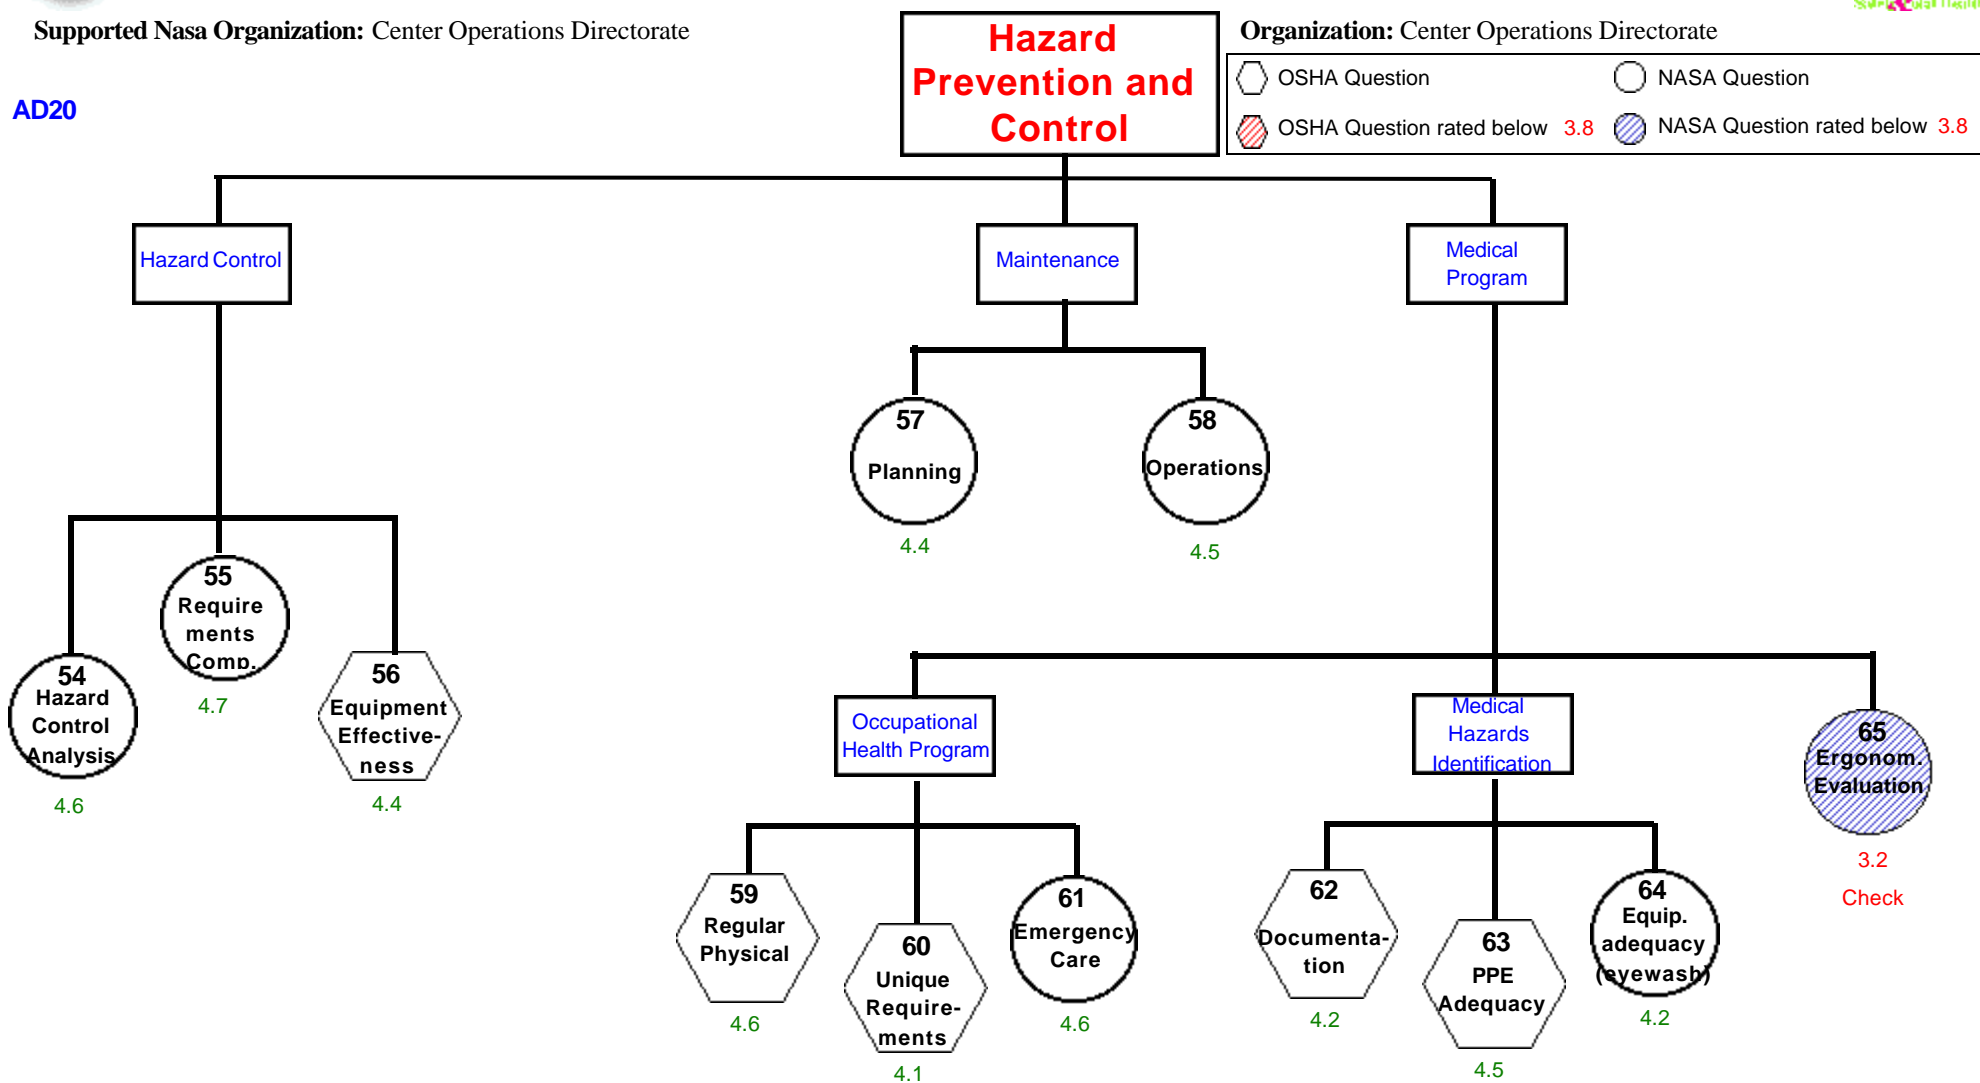 Supported Nasa Organization: Center Operations Directorate
Hazard
Prevention and
Control
Organization: Center Operations Directorate
OSHA Question
NASA Question
OSHA Question rated below 3.8
NASA Question rated below 3.8
AD20
Hazard Control
Maintenance
Medical
Program
57
Planning
4.4
58
Operations
4.5
54
Hazard
Control
Analysis
4.6
55
Require
ments
Comp.
4.7
56
Equipment
Effective-
ness
4.4
Occupational
Health Program
Medical
Hazards
Identification
65
Ergonom.
Evaluation
3.2
Check
59
Regular
Physical
4.6
60
Unique
Require-
ments
4.1
61
Emergency
Care
4.6
62
Documenta-
tion
4.2
63
PPE
Adequacy
4.5
64
Equip.
adequacy
(eyewash)
4.2